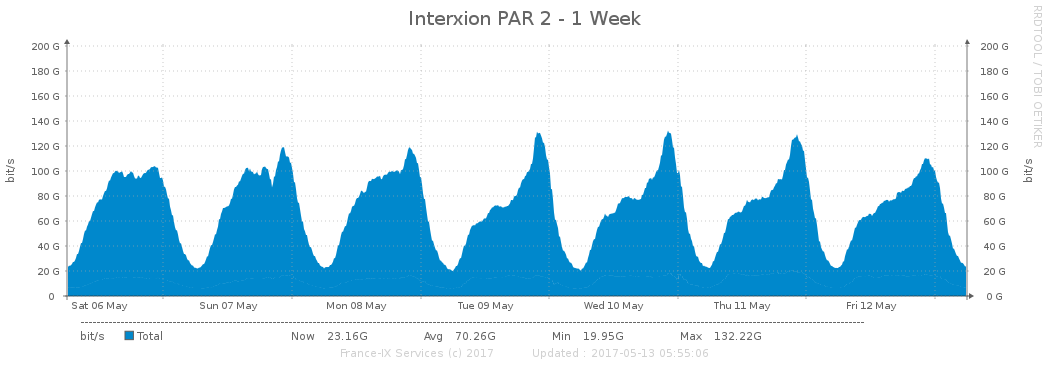 Interxion PAR 2 - 1 Week
RRDTOOL / TOBI OETIKER
200 G 200 G
180 G 180 G
160 G 160 G
140 G 140 G
120 G 120 G
100 G 100 G
80 G 80 G
60 G 60 G
40 G 40 G
20 G 20 G
0 0 G
bit/s
bit/s
Sat 06 May Sun 07 May Mon 08 May Tue 09 May Wed 10 May Thu 11 May Fri 12 May
bit/s Total Now 23.16G Avg 70.26G Min 19.95G Max 132.22G
France-IX Services (c) 2017 Updated : 2017-05-13 05:55:06